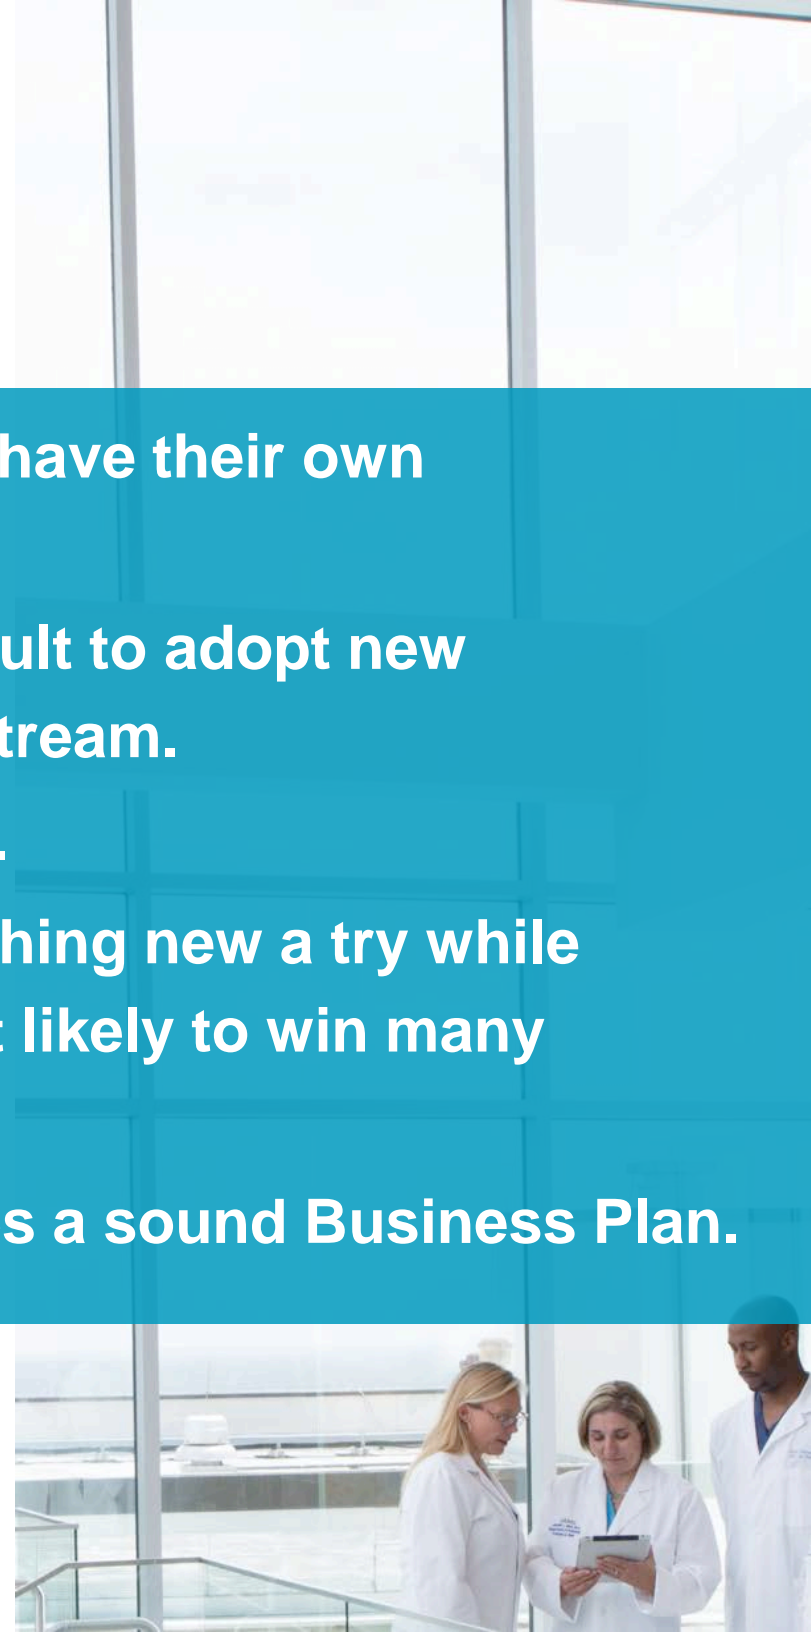 have their own
ult to adopt new
tream.
.
hing new a try while
t likely to win many
s a sound Business Plan.